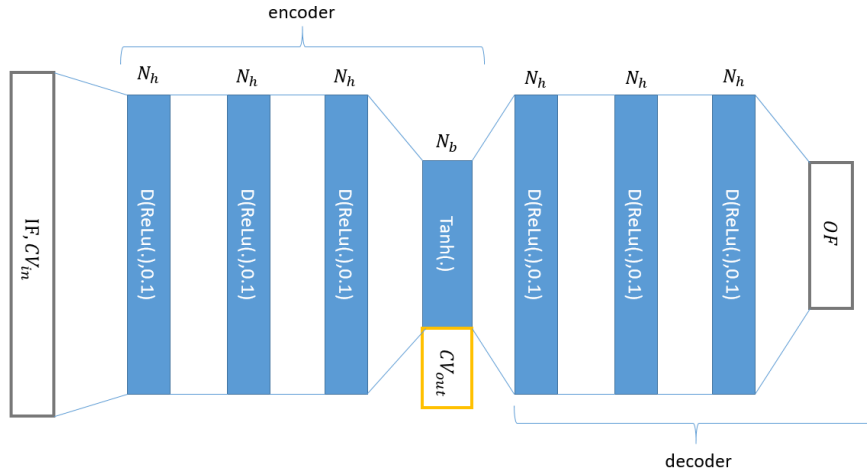 encoder
N_h
N_h
N_h
N_h
N_h
N_h
N_b
IF, CV_in
D(ReLu(.),0.1)
D(ReLu(.),0.1)
D(ReLu(.),0.1)
Tanh(.)
CV_out
D(ReLu(.),0.1)
D(ReLu(.),0.1)
D(ReLu(.),0.1)
OF
decoder